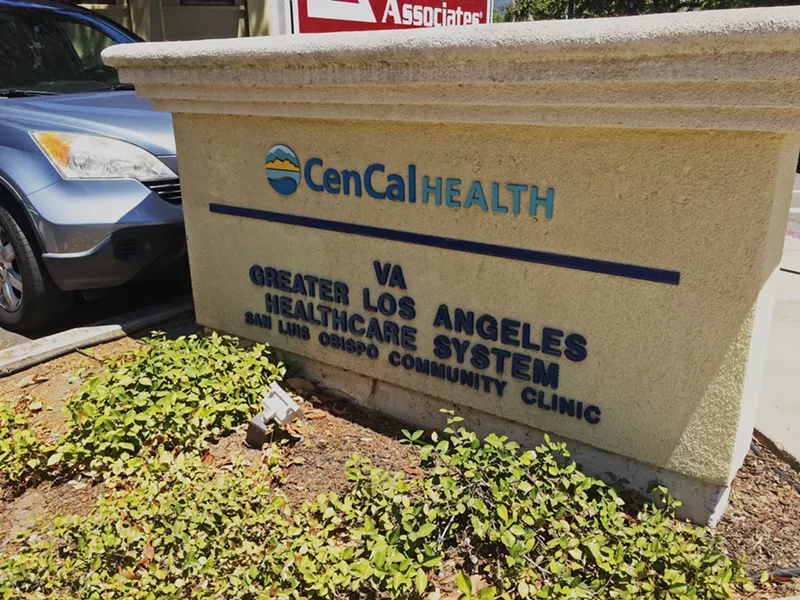 Associates
CenCal HEALTH
VA
GREATER LOS ANGELES
HEALTHCARE SYSTEM
SAN LUIS OBISPO COMMUNITY CLINIC